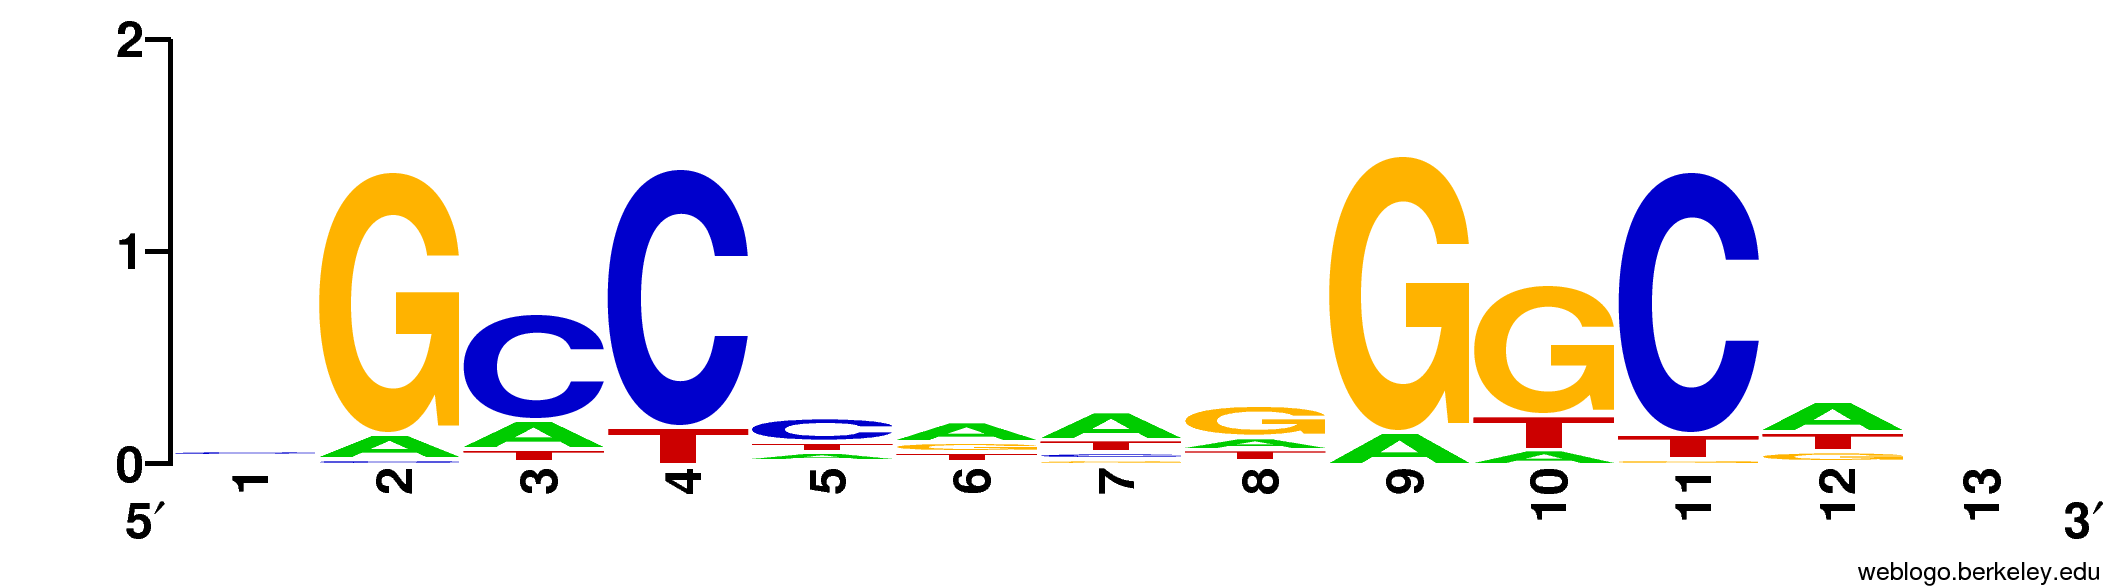 2
1
0
G C C C A A G G G C A
A A T T G T A A T T T
C T A T C T A G G
G
1 2 3 4 5 6 7 8 9 10 11 12 13
5′ 3′
weblogo.berkeley.edu